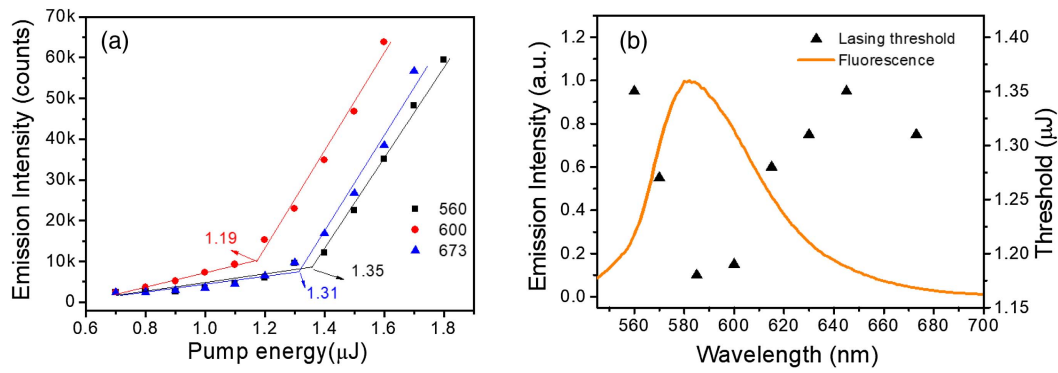 (a)
Emission Intensity (counts)
70k
60k
50k
40k
30k
20k
10k
0
0.6 0.8 1.0 1.2 1.4 1.6 1.8
Pump energy(μJ)
1.19
1.35
1.31
560
600
673
(b)
Emission Intensity (a.u.)
1.2
1.0
0.8
0.6
0.4
0.2
0.0
Lasing threshold
Fluorescence
1.40
1.35
1.30
1.25
1.20
1.15
Threshold (μJ)
560 580 600 620 640 660 680 700
Wavelength (nm)